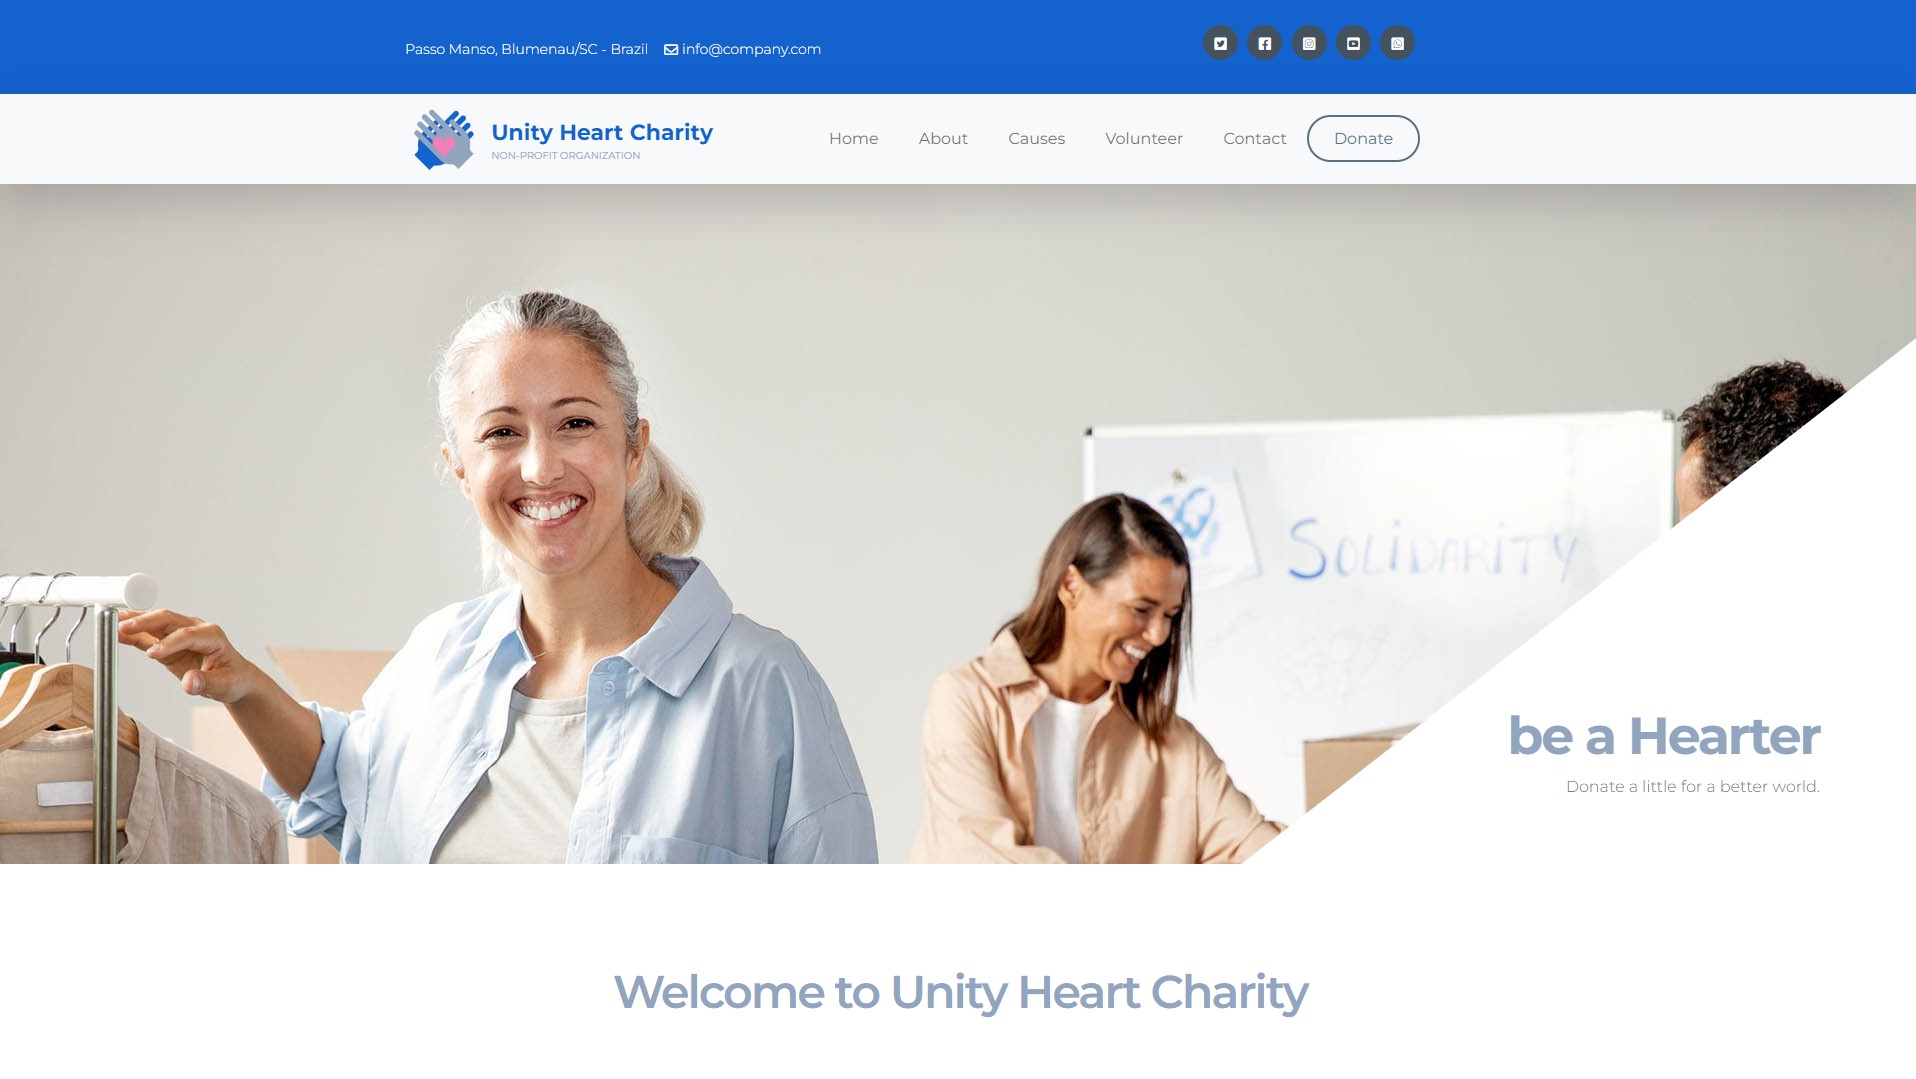 Passo Manso, Blumenau/SC - Brazil info@company.com
Unity Heart Charity
NON-PROFIT ORGANIZATION
Home About Causes Volunteer Contact Donate
SOLIDARITY
be a Hearter
Donate a little for a better world.
Welcome to Unity Heart Charity